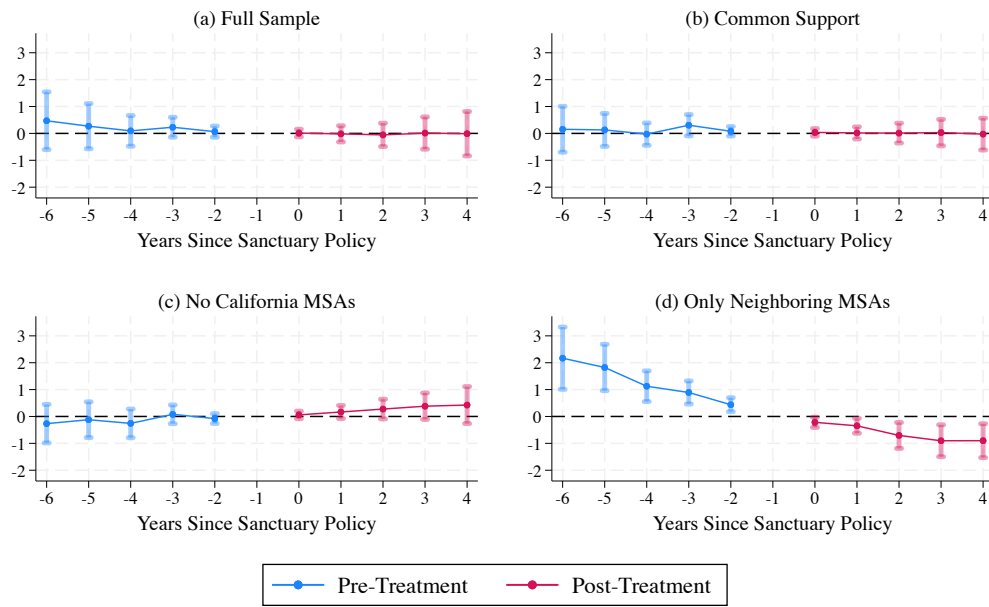 (a) Full Sample
3
2
1
0
-1
-2
-6 -5 -4 -3 -2 -1 0 1 2 3 4
Years Since Sanctuary Policy
(b) Common Support
3
2
1
0
-1
-2
-6 -5 -4 -3 -2 -1 0 1 2 3 4
Years Since Sanctuary Policy
(c) No California MSAs
3
2
1
0
-1
-2
-6 -5 -4 -3 -2 -1 0 1 2 3 4
Years Since Sanctuary Policy
(d) Only Neighboring MSAs
3
2
1
0
-1
-2
-6 -5 -4 -3 -2 -1 0 1 2 3 4
Years Since Sanctuary Policy
Pre-Treatment Post-Treatment